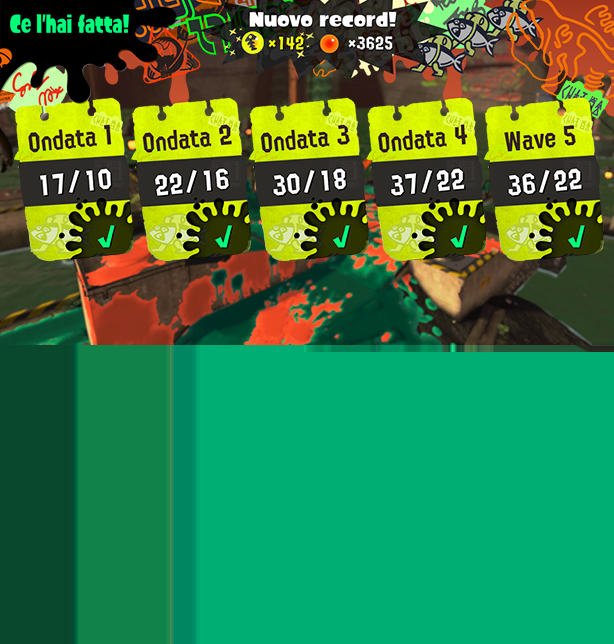 Ce l'hai fatta!
Nuovo record!
×142 ×3625
Ondata 1
17/10
Ondata 2
22/16
Ondata 3
30/18
Ondata 4
37/22
Wave 5
36/22